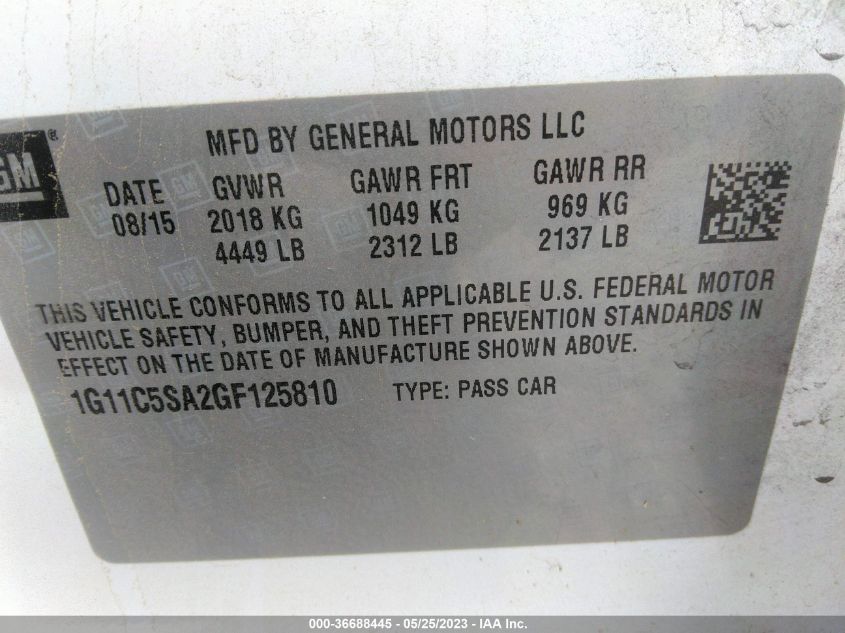 GM ®
MFD BY GENERAL MOTORS LLC
DATE GVWR GAWR FRT GAWR RR
08/15 2018 KG 1049 KG 969 KG
4449 LB 2312 LB 2137 LB
THIS VEHICLE CONFORMS TO ALL APPLICABLE U.S. FEDERAL MOTOR
VEHICLE SAFETY, BUMPER, AND THEFT PREVENTION STANDARDS IN
EFFECT ON THE DATE OF MANUFACTURE SHOWN ABOVE.
1G11C5SA2GF125810 TYPE: PASS CAR
000-36688445 - 05/25/2023 - IAA Inc.